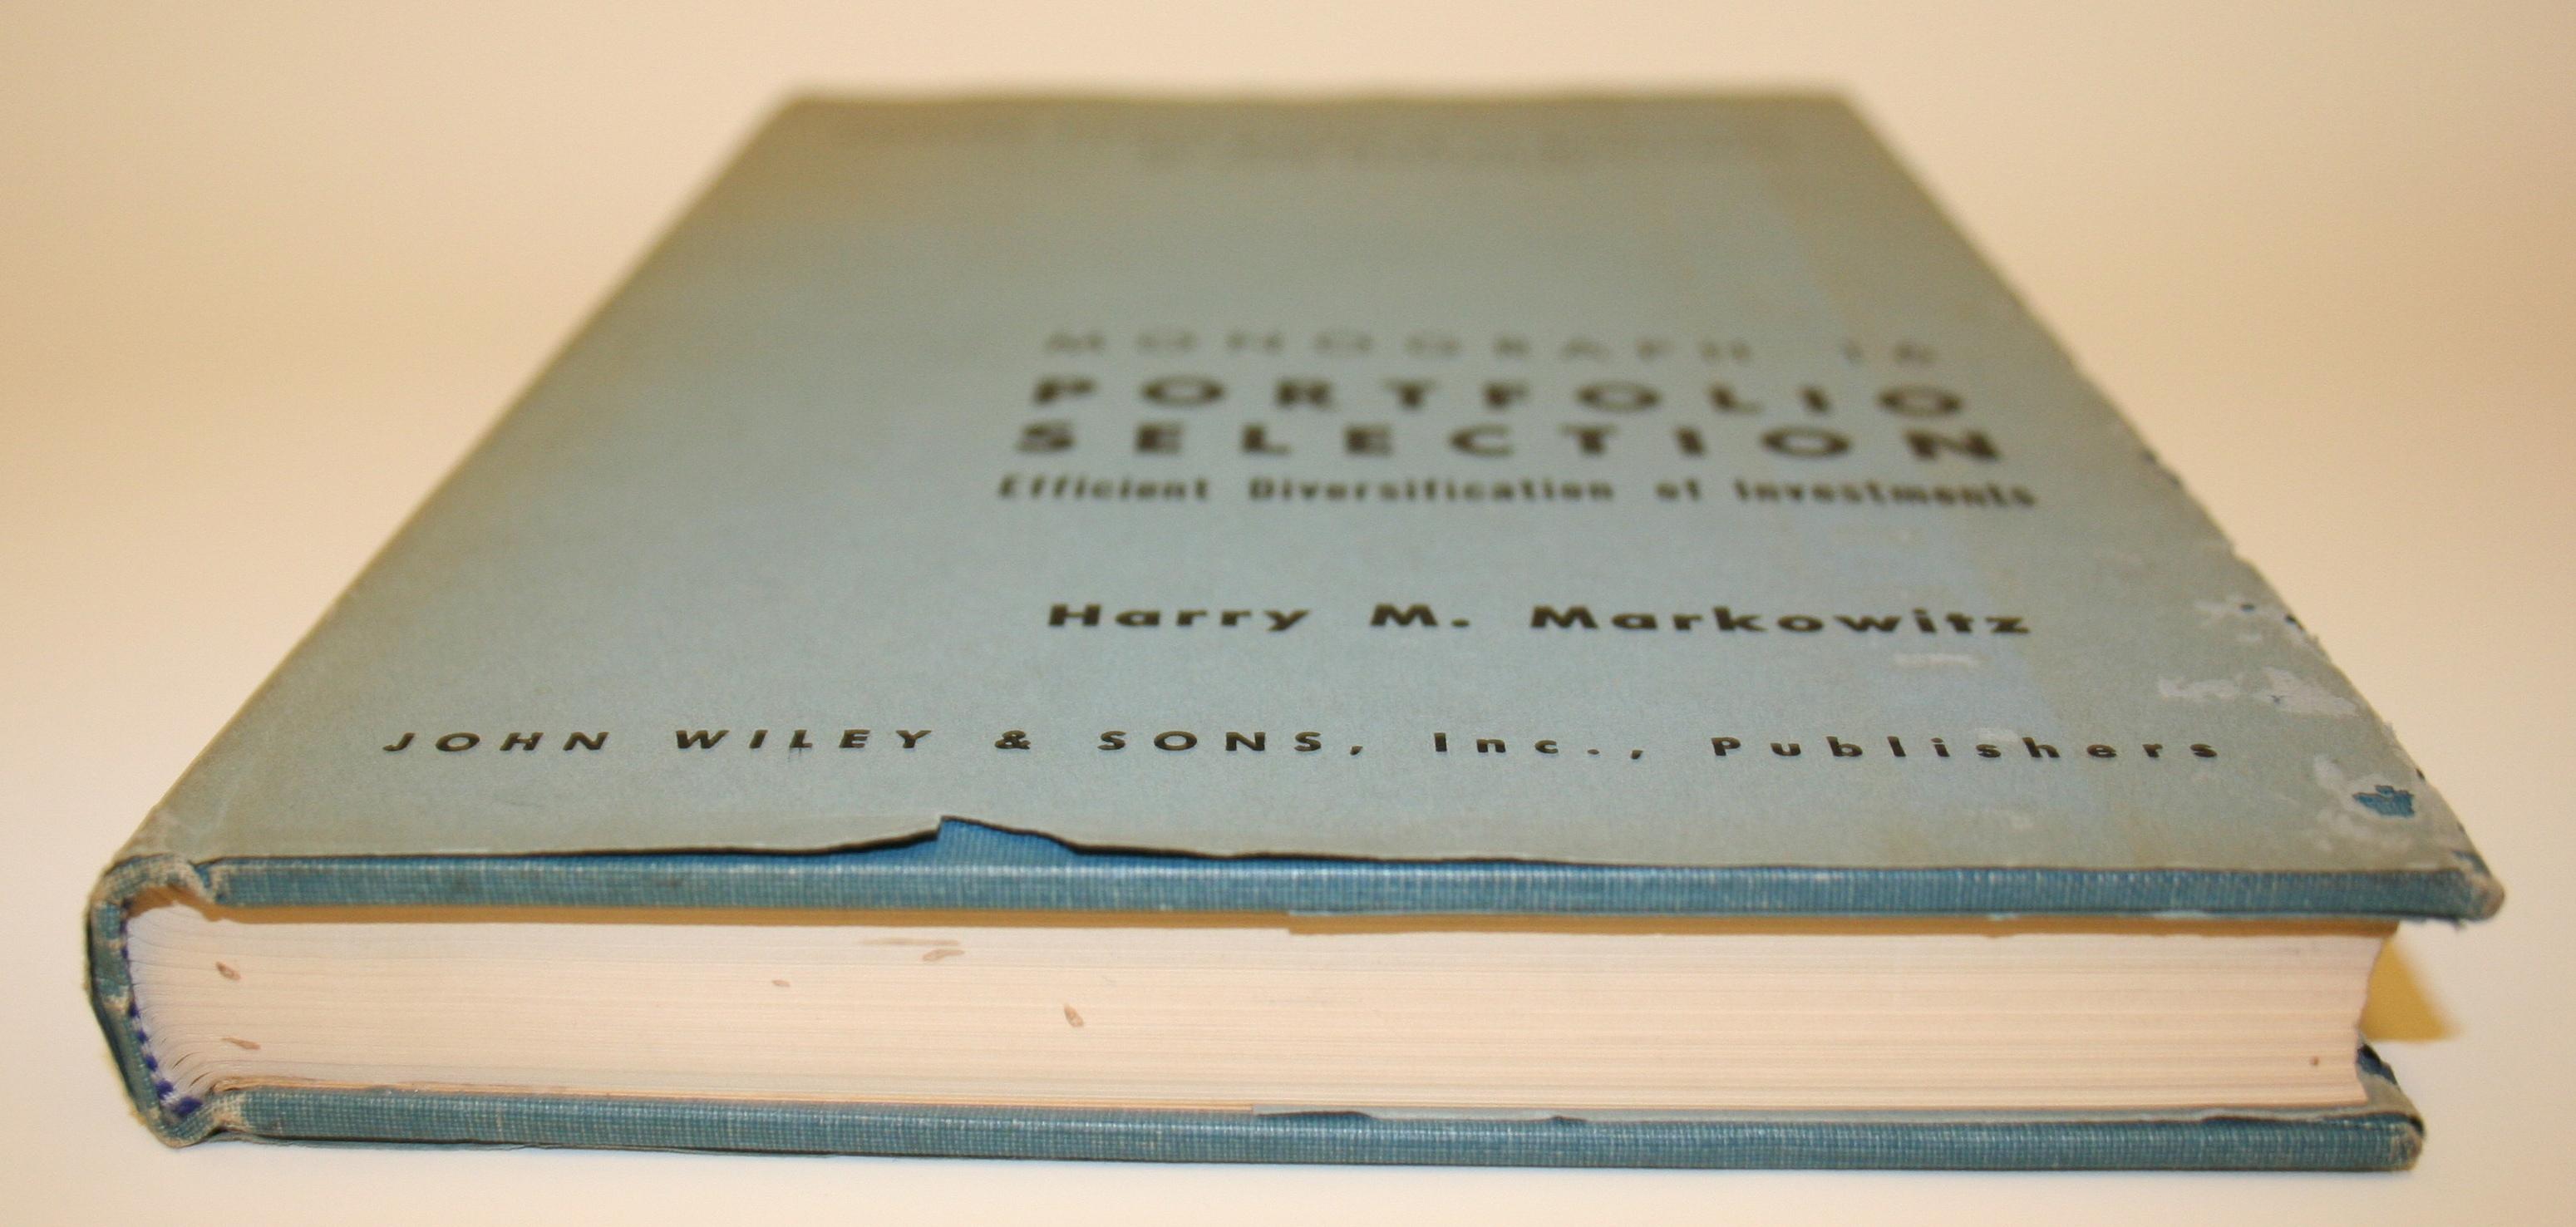 MONOGRAPH 16
PORTFOLIO
SELECTION
Efficient Diversification of Investments
Harry M. Markowitz
JOHN WILEY & SONS, Inc., Publishers